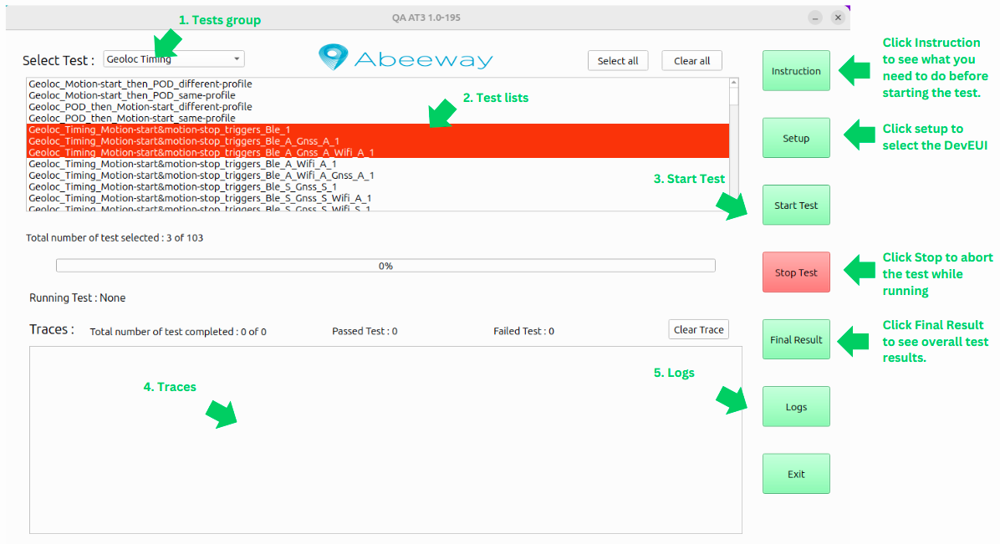 1. Tests group
QA AT3 1.0-195
Select Test :
Geoloc Timing
Abeeway
Select all
Clear all
Geoloc_Motion-start_then_POD_different-profile
Geoloc_Motion-start_then_POD_same-profile
Geoloc_POD_then_Motion-start_different-profile
Geoloc_POD_then_Motion-start_same-profile
Geoloc_Timing_Motion-start&motion-stop_triggers_Ble_1
Geoloc_Timing_Motion-start&motion-stop_triggers_Ble_A_Gnss_A_1
Geoloc_Timing_Motion-start&motion-stop_triggers_Ble_A_Gnss_A_Wifi_A_1
Geoloc_Timing_Motion-start&motion-stop_triggers_Ble_A_Wifi_A_1
Geoloc_Timing_Motion-start&motion-stop_triggers_Ble_A_Wifi_A_Gnss_A_1
Geoloc_Timing_Motion-start&motion-stop_triggers_Ble_S_Gnss_S_1
Geoloc_Timing_Motion-start&motion-stop_triggers_Ble_S_Gnss_S_Wifi_A_1
Geoloc_Timing_Motion-start&motion-stop_triggers_Ble_S_Gnss_S_Wifi_S_1
2. Test lists
3. Start Test
Total number of test selected : 3 of 103
0%
Running Test : None
Traces :
Total number of test completed : 0 of 0
Passed Test : 0
Failed Test : 0
Clear Trace
4. Traces
5. Logs
Instruction
Click Instruction
to see what you
need to do before
starting the test.
Setup
Click setup to
select the DevEUI
Start Test
Stop Test
Click Stop to abort
the test while
running
Final Result
Click Final Result
to see overall test
results.
Logs
Exit